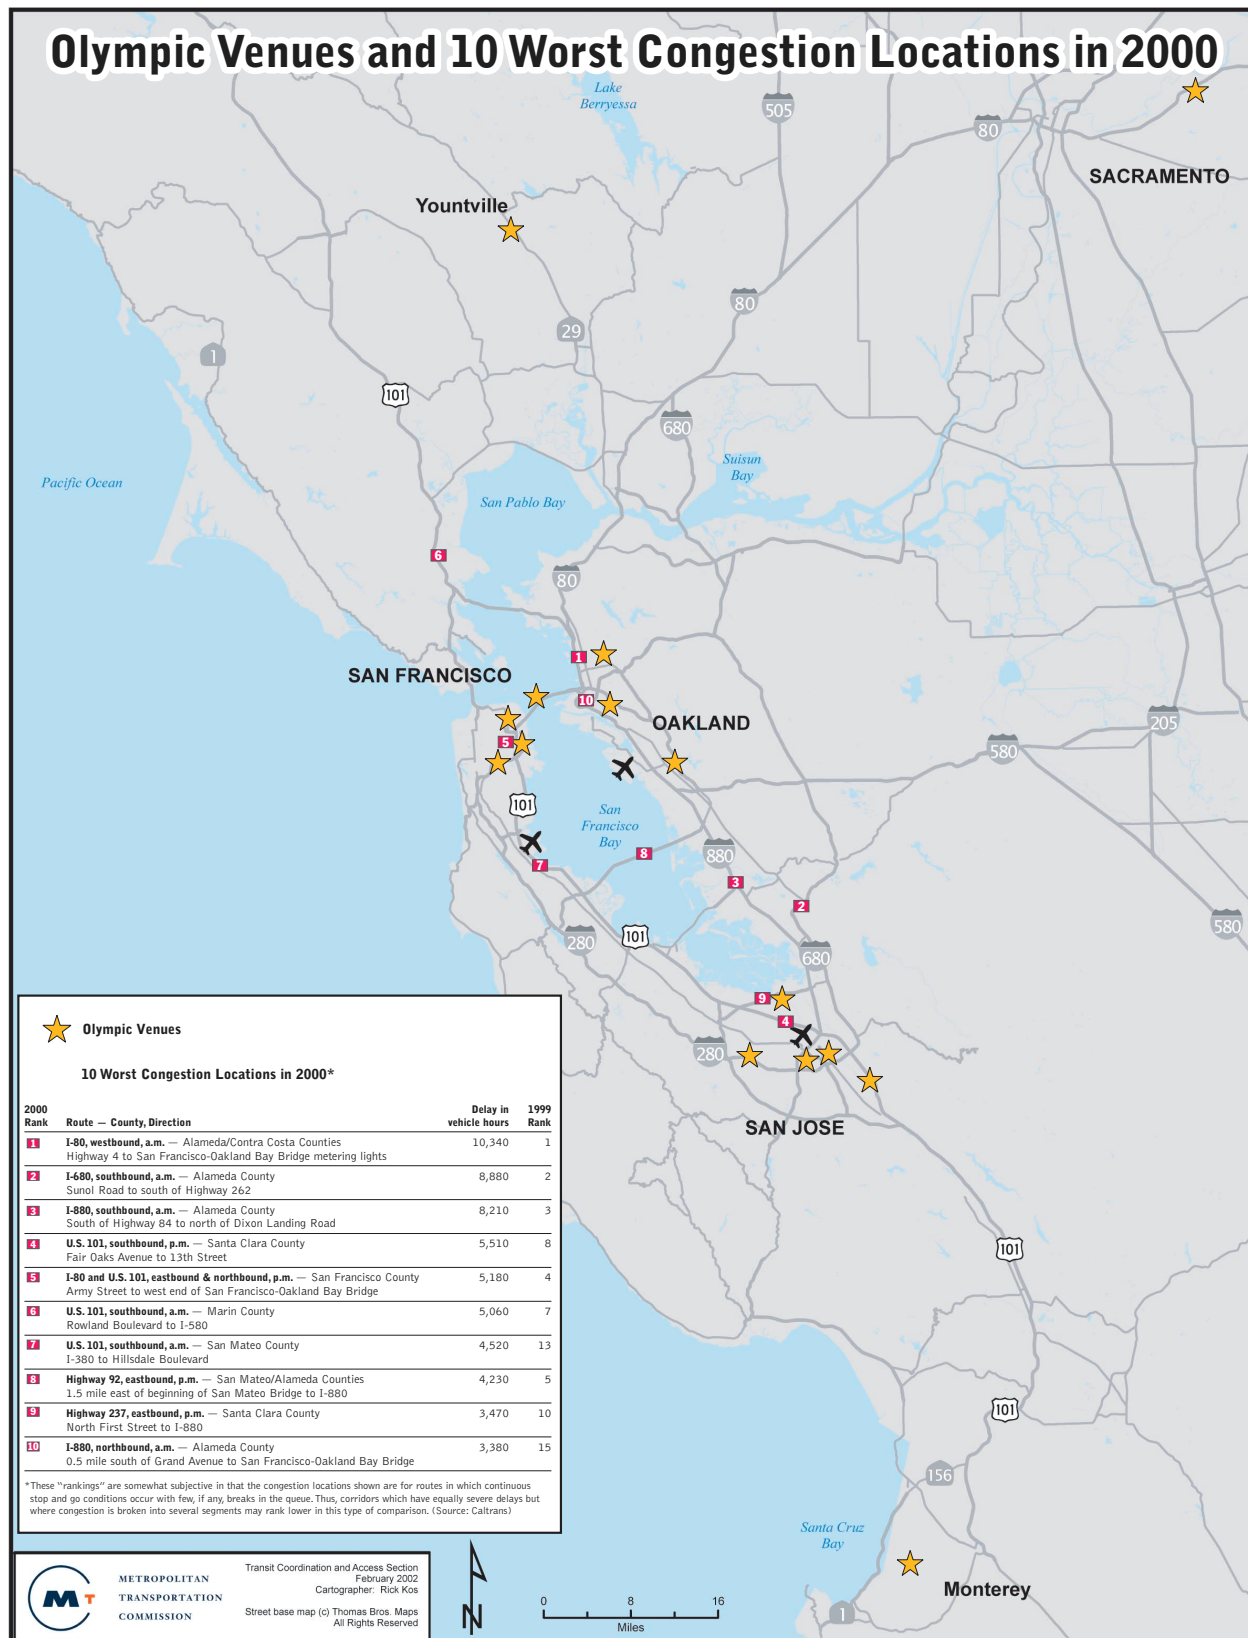 Olympic Venues and 10 Worst Congestion Locations in 2000
Lake
Berryessa
505
80
SACRAMENTO
Yountville
80
29
1
101
680
Suisun
Bay
Pacific Ocean
San Pablo Bay
6
80
1
SAN FRANCISCO
10
OAKLAND
205
5
580
101
San
Francisco
Bay
8
880
7
3
2
580
280
101
680
9
4
280
SAN JOSE
101
101
156
Santa Cruz
Bay
Monterey
1
Olympic Venues
10 Worst Congestion Locations in 2000*
2000 Delay in 1999
Rank Route — County, Direction vehicle hours Rank
1 I-80, westbound, a.m. — Alameda/Contra Costa Counties 10,340 1
Highway 4 to San Francisco-Oakland Bay Bridge metering lights
2 I-680, southbound, a.m. — Alameda County 8,880 2
Sunol Road to south of Highway 262
3 I-880, southbound, a.m. — Alameda County 8,210 3
South of Highway 84 to north of Dixon Landing Road
4 U.S. 101, southbound, p.m. — Santa Clara County 5,510 8
Fair Oaks Avenue to 13th Street
5 I-80 and U.S. 101, eastbound & northbound, p.m. — San Francisco County 5,180 4
Army Street to west end of San Francisco-Oakland Bay Bridge
6 U.S. 101, southbound, a.m. — Marin County 5,060 7
Rowland Boulevard to I-580
7 U.S. 101, southbound, a.m. — San Mateo County 4,520 13
I-380 to Hillsdale Boulevard
8 Highway 92, eastbound, p.m. — San Mateo/Alameda Counties 4,230 5
1.5 mile east of beginning of San Mateo Bridge to I-880
9 Highway 237, eastbound, p.m. — Santa Clara County 3,470 10
North First Street to I-880
10 I-880, northbound, a.m. — Alameda County 3,380 15
0.5 mile south of Grand Avenue to San Francisco-Oakland Bay Bridge
*These “rankings” are somewhat subjective in that the congestion locations shown are for routes in which continuous
stop and go conditions occur with few, if any, breaks in the queue. Thus, corridors which have equally severe delays but
where congestion is broken into several segments may rank lower in this type of comparison. (Source: Caltrans)
MT
METROPOLITAN
TRANSPORTATION
COMMISSION
Transit Coordination and Access Section
February 2002
Cartographer: Rick Kos
Street base map (c) Thomas Bros. Maps
All Rights Reserved
N
0 8 16
Miles